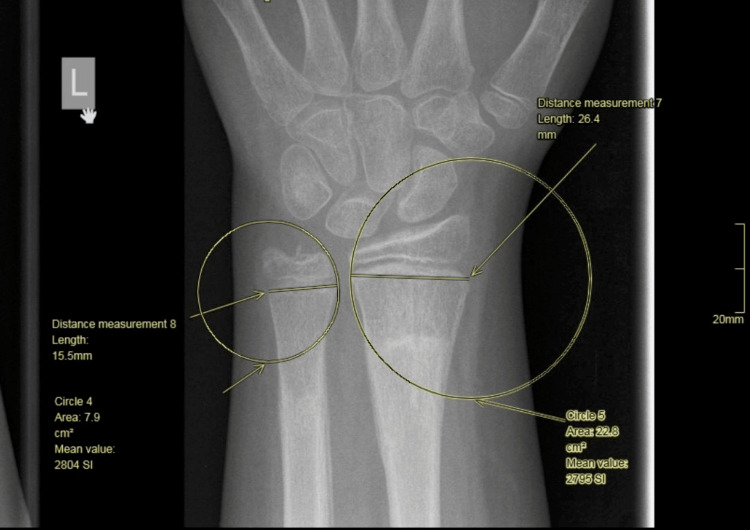 L
Distance measurement 7
Length: 26.4
mm
20mm
Distance measurement 8
Length:
15.5mm
Circle 4
Area: 7.9
cm²
Mean value:
2804 SI
Circle 5
Area: 22.8
cm²
Mean value:
2795 SI